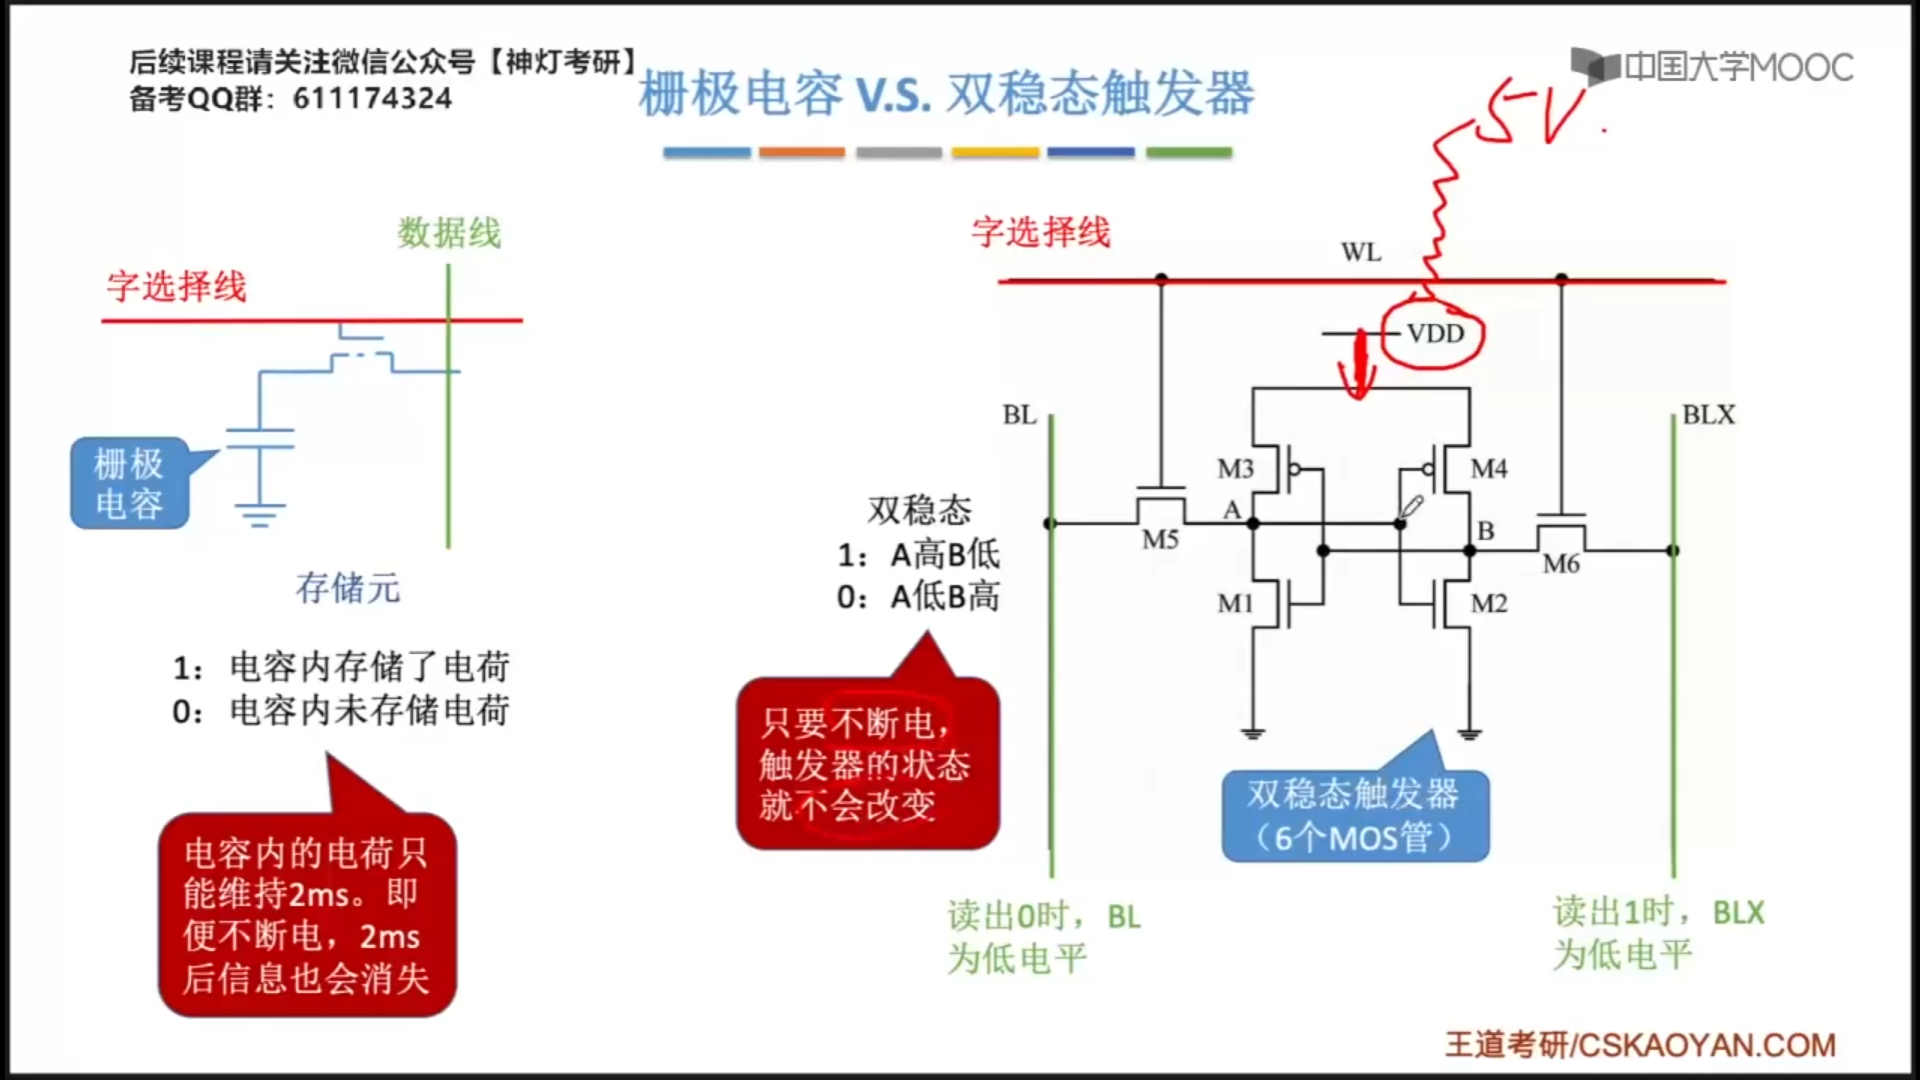 后续课程请关注微信公众号【神灯考研】
备考QQ群：611174324
栅极电容 V.S. 双稳态触发器
中国大学MOOC
5V.
数据线
字选择线
栅极
电容
存储元
1：电容内存储了电荷
0：电容内未存储电荷
电容内的电荷只
能维持2ms。即
便不断电，2ms
后信息也会消失
字选择线
WL
VDD
BL
BLX
M3
M4
A
B
M5
M6
M1
M2
双稳态
1：A高B低
0：A低B高
只要不断电，
触发器的状态
就不会改变
双稳态触发器
（6个MOS管）
读出0时，BL
为低电平
读出1时，BLX
为低电平
王道考研/CSKAOYAN.COM